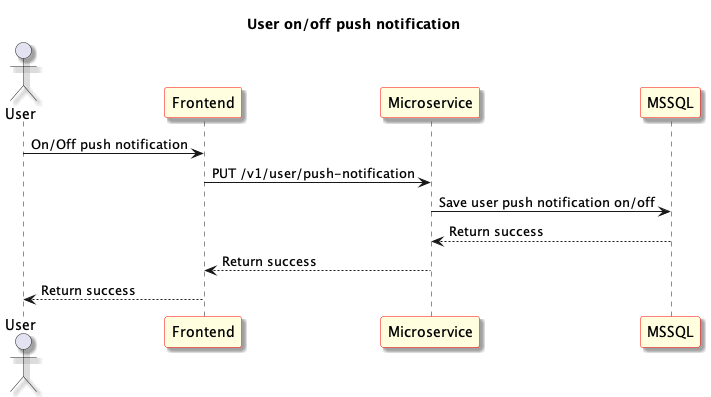 User on/off push notification
User
Frontend
Microservice
MSSQL
On/Off push notification
PUT /v1/user/push-notification
Save user push notification on/off
Return success
Return success
Return success
User
Frontend
Microservice
MSSQL